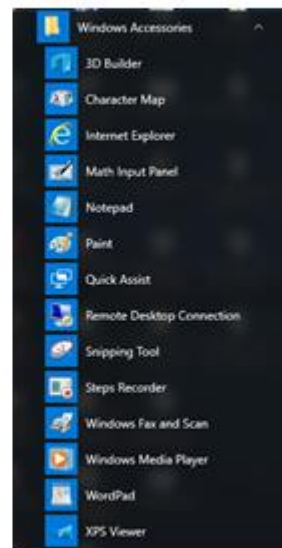 Windows Accessories
3D Builder
Character Map
Internet Explorer
Math Input Panel
Notepad
Paint
Quick Assist
Remote Desktop Connection
Snipping Tool
Steps Recorder
Windows Fax and Scan
Windows Media Player
WordPad
XPS Viewer